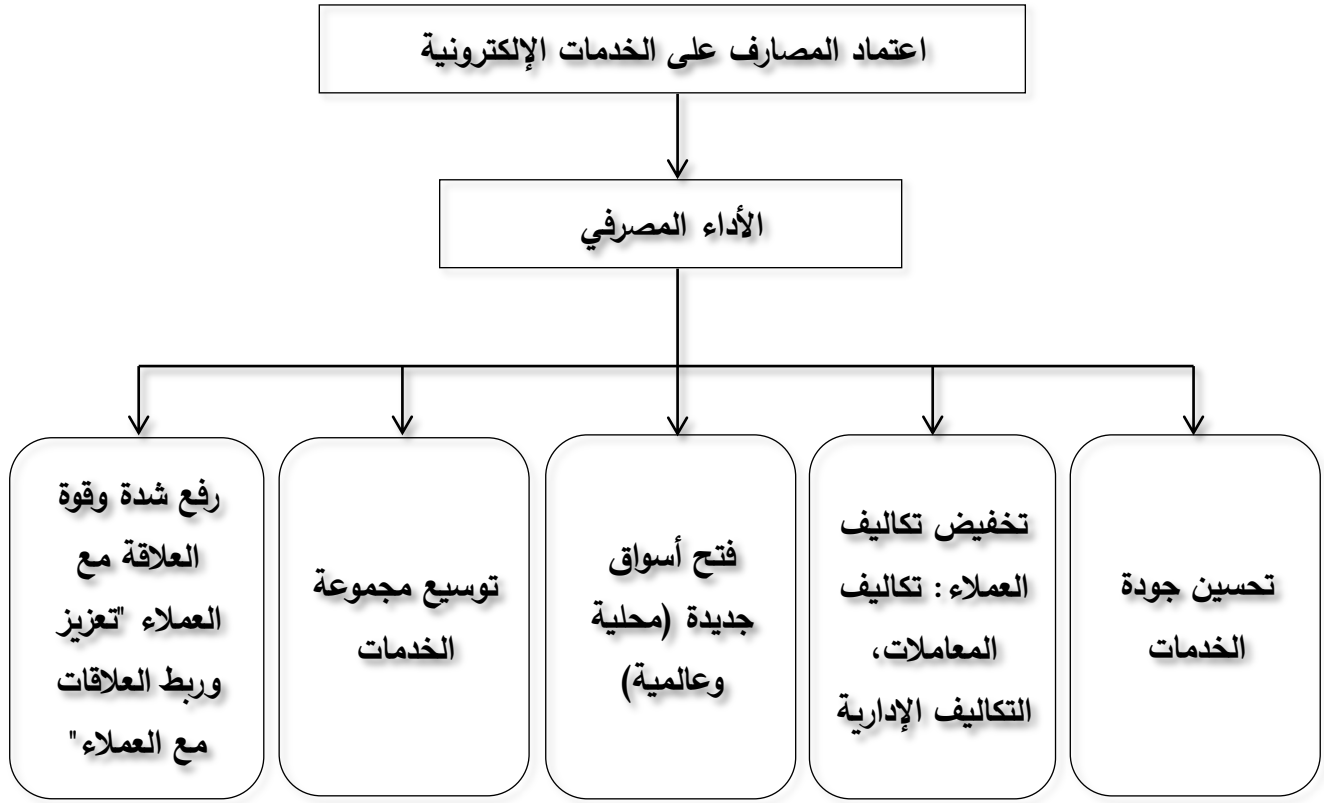 اعتماد المصارف على الخدمات الإلكترونية
الأداء المصرفي
تحسين جودة
الخدمات
تخفيض تكاليف
العملاء: تكاليف
المعاملات،
التكاليف الإدارية
فتح أسواق
جديدة (محلية
وعالمية)
توسيع مجموعة
الخدمات
رفع شدة وقوة
العلاقة مع
العملاء "تعزيز
وربط العلاقات
مع العملاء"